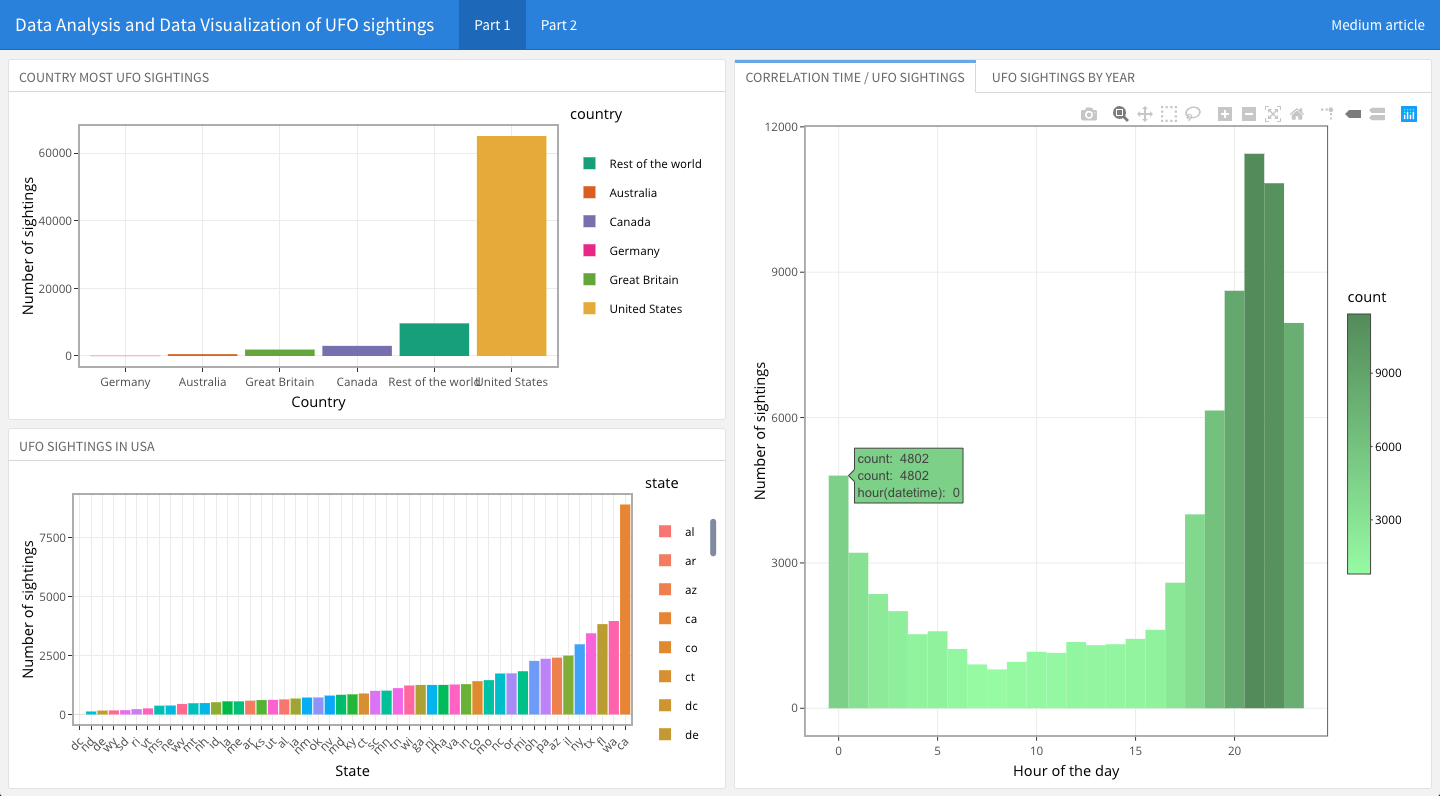 Data Analysis and Data Visualization of UFO sightings
Part 1
Part 2
Medium article
COUNTRY MOST UFO SIGHTINGS
country
Rest of the world
Australia
Canada
Germany
Great Britain
United States
Number of sightings
60000
40000
20000
0
Germany Australia Great Britain Canada Rest of the world United States
Country
UFO SIGHTINGS IN USA
state
al
ar
az
ca
co
ct
dc
de
Number of sightings
7500
5000
2500
0
dc nd de wy sd ri vt ms ne wv mt nh id ia me ar ks ut al la nm ok nv md ky ct sc mn tn wi ga nj ma va in co mo nc or mi oh pa az il ny tx fl wa ca
State
CORRELATION TIME / UFO SIGHTINGS
UFO SIGHTINGS BY YEAR
12000
9000
6000
3000
0
Number of sightings
count: 4802
count: 4802
hour(datetime): 0
0 5 10 15 20
Hour of the day
count
9000
6000
3000